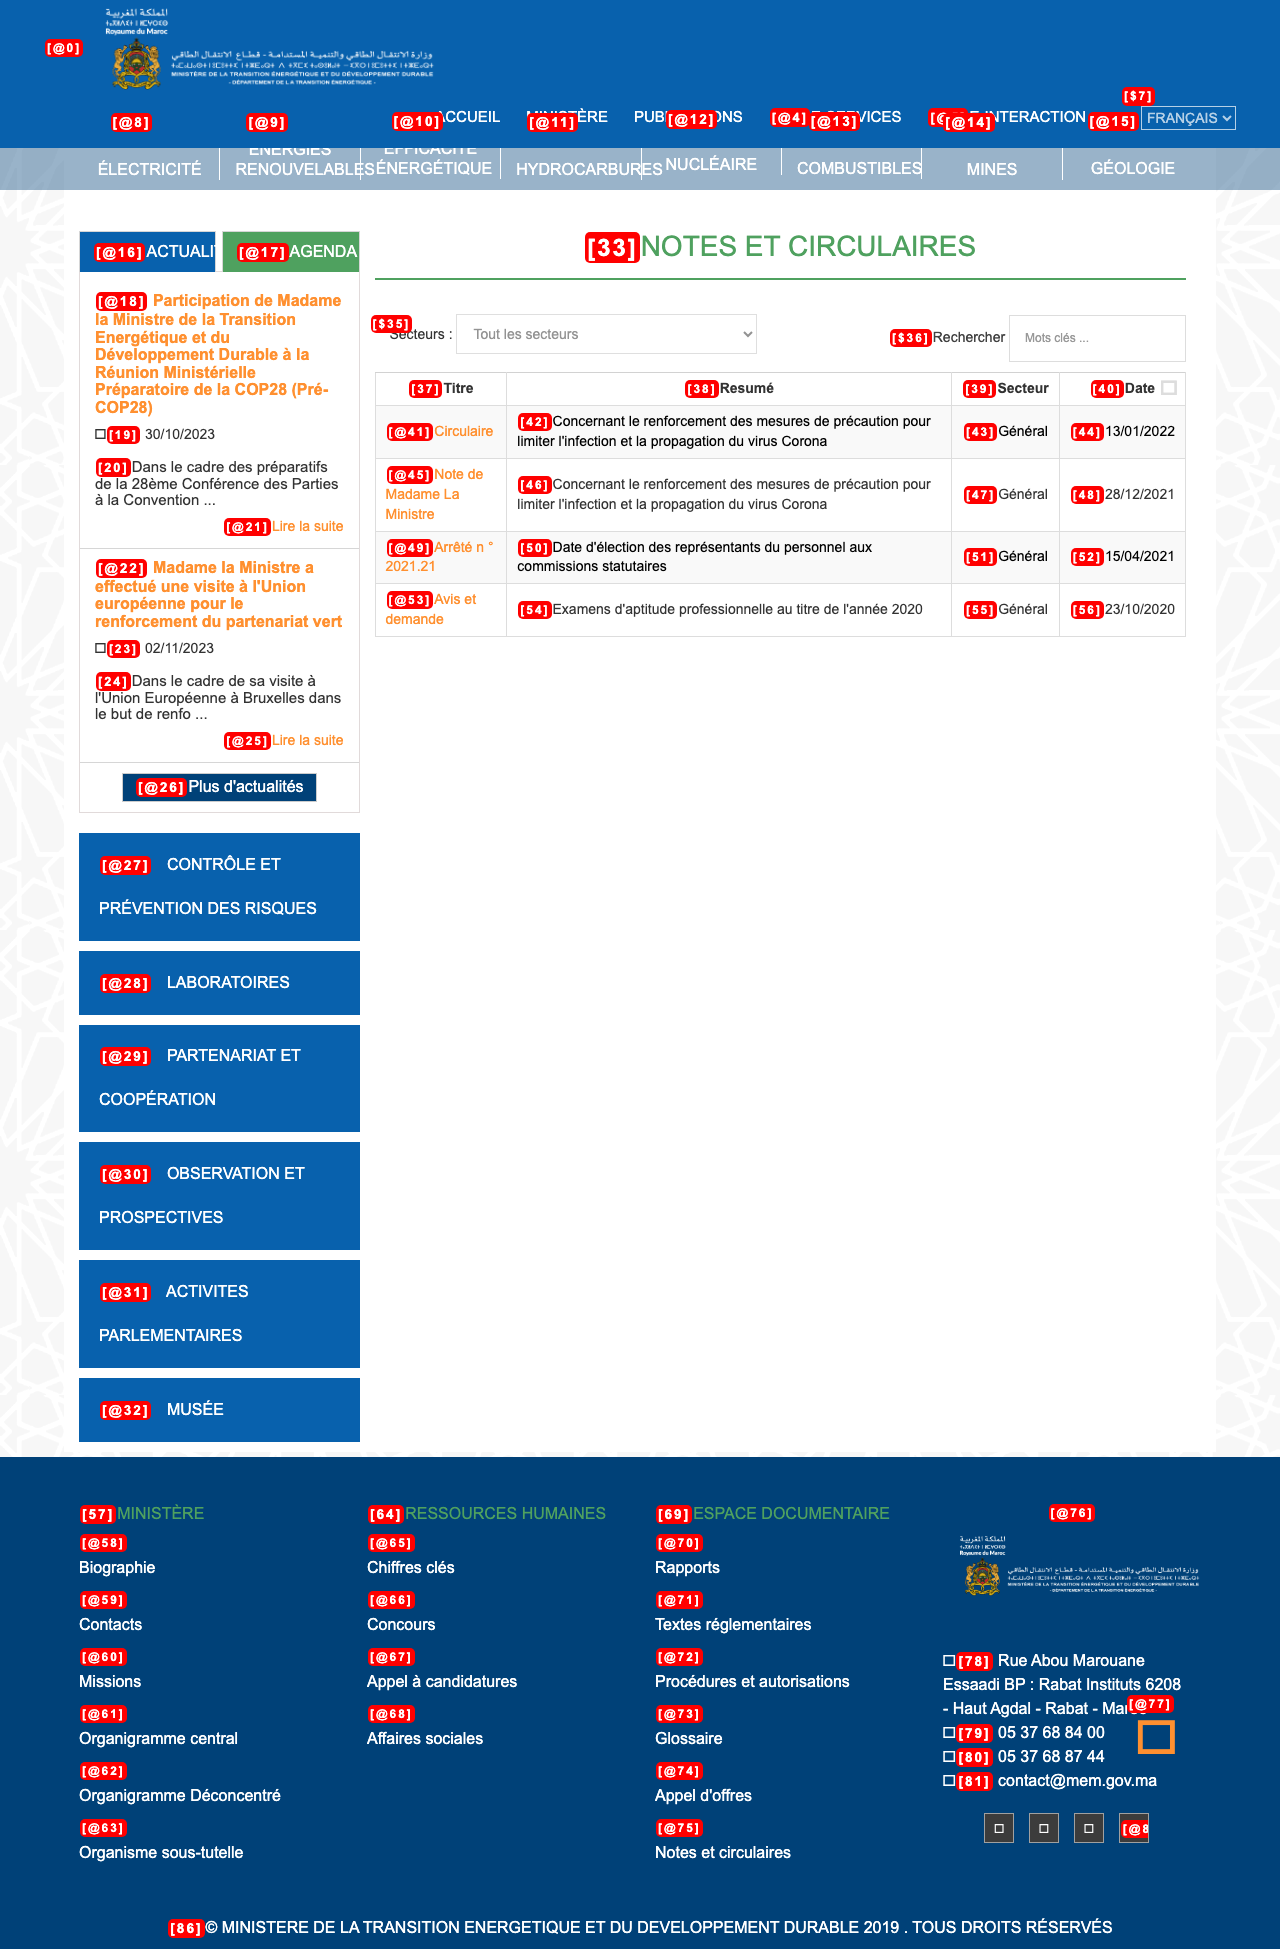 المملكة المغربية
Royaume du Maroc
وزارة الانتقال الطاقي والتنمية المستدامة - قطاع الانتقال الطاقي
MINISTÈRE DE LA TRANSITION ÉNERGÉTIQUE ET DU DÉVELOPPEMENT DURABLE
- DÉPARTEMENT DE LA TRANSITION ÉNERGÉTIQUE -
[@0]
[$7]
[@8] [@9] [@10] ACCUEIL [@11] [@12] [@4] [@13] [@14] INTERACTION [@15] FRANÇAIS
ÉLECTRICITÉ
ÉNERGIES RENOUVELABLES
EFFICACITÉ ÉNERGÉTIQUE
HYDROCARBURES
NUCLÉAIRE
COMBUSTIBLES
MINES
GÉOLOGIE
[@16]ACTUALI [@17]AGENDA
[@18] Participation de Madame
la Ministre de la Transition
Energétique et du
Développement Durable à la
Réunion Ministérielle
Préparatoire de la COP28 (Pré-
COP28)
[19] 30/10/2023
[20]Dans le cadre des préparatifs
de la 28ème Conférence des Parties
à la Convention ...
[@21]Lire la suite
[@22] Madame la Ministre a
effectué une visite à l'Union
européenne pour le
renforcement du partenariat vert
[23] 02/11/2023
[24]Dans le cadre de sa visite à
l'Union Européenne à Bruxelles dans
le but de renfo ...
[@25]Lire la suite
[@26]Plus d'actualités
[@27] CONTRÔLE ET
PRÉVENTION DES RISQUES
[@28] LABORATOIRES
[@29] PARTENARIAT ET
COOPÉRATION
[@30] OBSERVATION ET
PROSPECTIVES
[@31] ACTIVITES
PARLEMENTAIRES
[@32] MUSÉE
[33]NOTES ET CIRCULAIRES
[$35] Secteurs : Tout les secteurs [$36]Rechercher Mots clés ...
[37]Titre [38]Resumé [39]Secteur [40]Date
[@41]Circulaire [42]Concernant le renforcement des mesures de précaution pour
limiter l'infection et la propagation du virus Corona [43]Général [44]13/01/2022
[@45]Note de
Madame La
Ministre
[46]Concernant le renforcement des mesures de précaution pour
limiter l'infection et la propagation du virus Corona [47]Général [48]28/12/2021
[@49]Arrêté n °
2021.21
[50]Date d'élection des représentants du personnel aux
commissions statutaires [51]Général [52]15/04/2021
[@53]Avis et
demande
[54]Examens d'aptitude professionnelle au titre de l'année 2020 [55]Général [56]23/10/2020
[57]MINISTÈRE
[@58]
Biographie
[@59]
Contacts
[@60]
Missions
[@61]
Organigramme central
[@62]
Organigramme Déconcentré
[@63]
Organisme sous-tutelle
[64]RESSOURCES HUMAINES
[@65]
Chiffres clés
[@66]
Concours
[@67]
Appel à candidatures
[@68]
Affaires sociales
[69]ESPACE DOCUMENTAIRE
[@70]
Rapports
[@71]
Textes réglementaires
[@72]
Procédures et autorisations
[@73]
Glossaire
[@74]
Appel d'offres
[@75]
Notes et circulaires
[@76]
المملكة المغربية
Royaume du Maroc
وزارة الانتقال الطاقي والتنمية المستدامة - قطاع الانتقال الطاقي
MINISTÈRE DE LA TRANSITION ÉNERGÉTIQUE ET DU DÉVELOPPEMENT DURABLE
- DÉPARTEMENT DE LA TRANSITION ÉNERGÉTIQUE -
[78] Rue Abou Marouane
Essaadi BP : Rabat Instituts 6208
- Haut Agdal - Rabat - Maroc
[@77]
[79] 05 37 68 84 00
[80] 05 37 68 87 44
[81] contact@mem.gov.ma
[@8
[86]© MINISTERE DE LA TRANSITION ENERGETIQUE ET DU DEVELOPPEMENT DURABLE 2019 . TOUS DROITS RÉSERVÉS